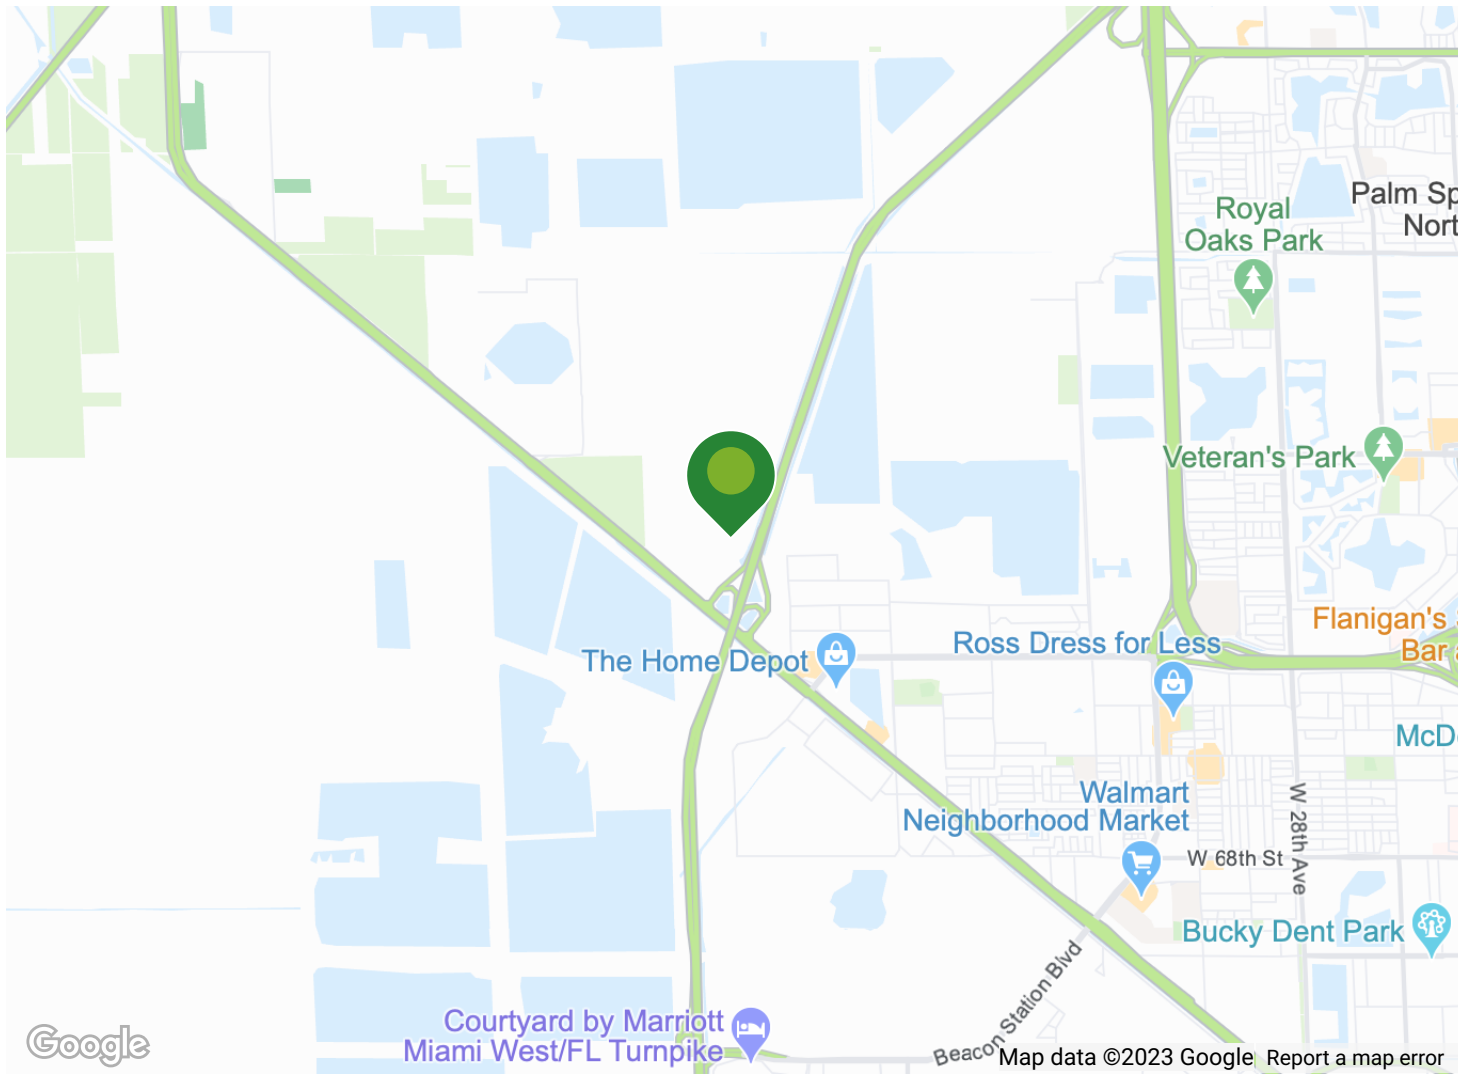 Palm Sp
Nort
Royal
Oaks Park
Veteran's Park
Flanigan's
Bar
Ross Dress for Less
The Home Depot
McD
Walmart
Neighborhood Market
W 28th Ave
W 68th St
Bucky Dent Park
Beacon Station Blvd
Courtyard by Marriott
Miami West/FL Turnpike
Google
Map data ©2023 Google Report a map error